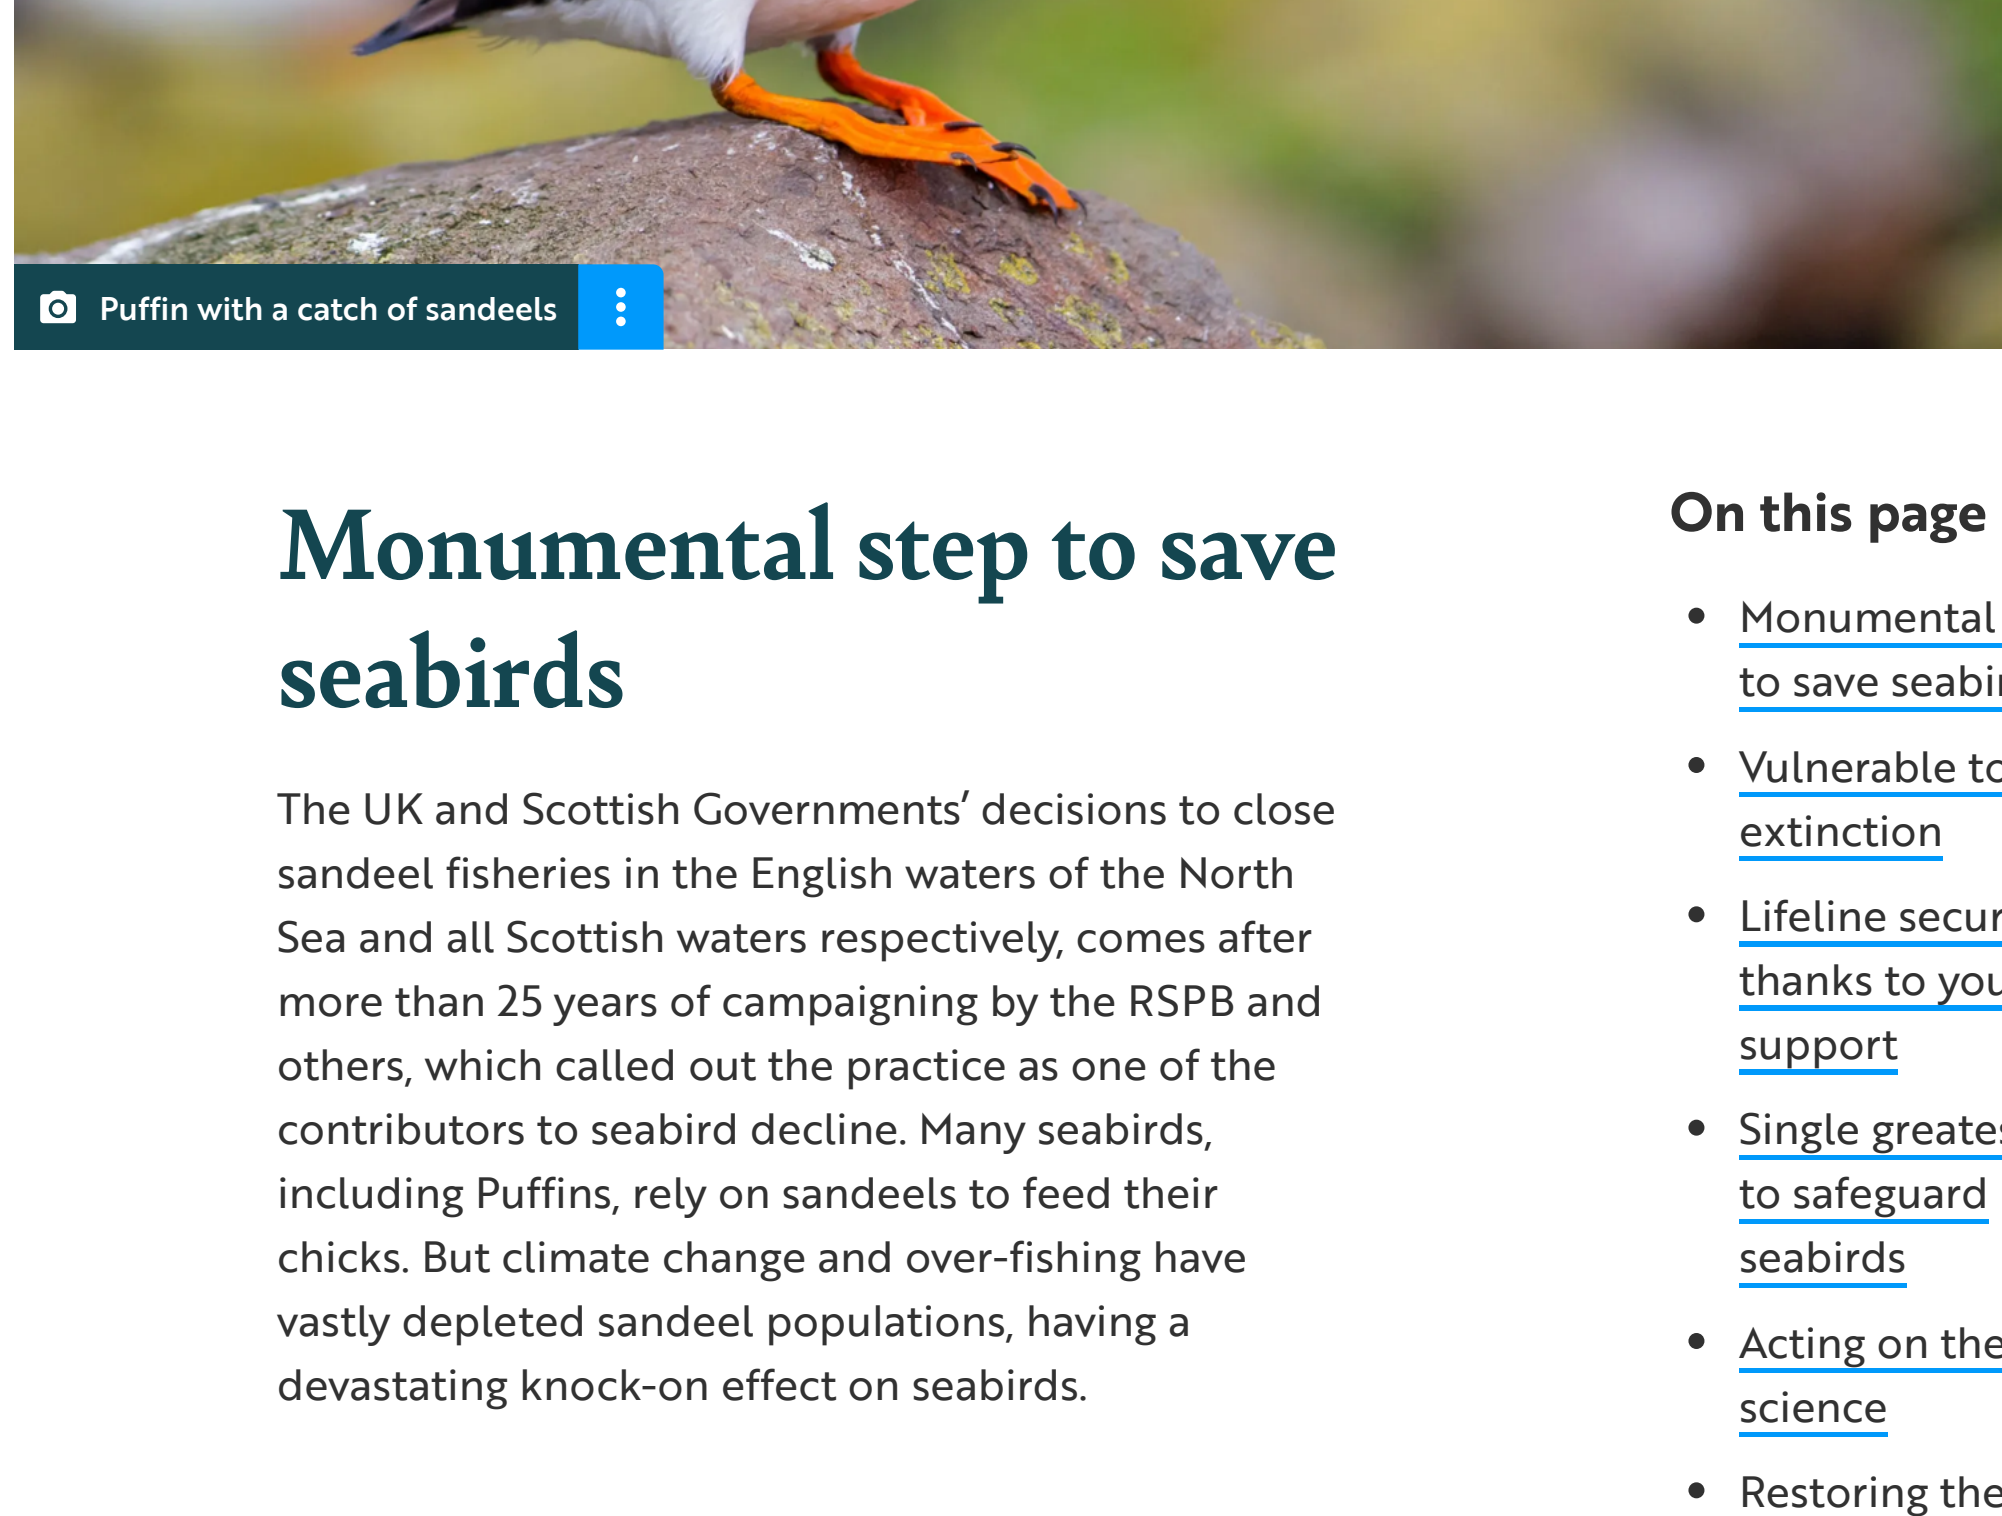 Puffin with a catch of sandeels
Monumental step to save
seabirds
The UK and Scottish Governments’ decisions to close
sandeel fisheries in the English waters of the North
Sea and all Scottish waters respectively, comes after
more than 25 years of campaigning by the RSPB and
others, which called out the practice as one of the
contributors to seabird decline. Many seabirds,
including Puffins, rely on sandeels to feed their
chicks. But climate change and over-fishing have
vastly depleted sandeel populations, having a
devastating knock-on effect on seabirds.
On this page
Monumental
to save
Vulnerable to
extinction
Lifeline
thanks to
support
Single
to safeguard
seabirds
Acting on the
science
Restoring the